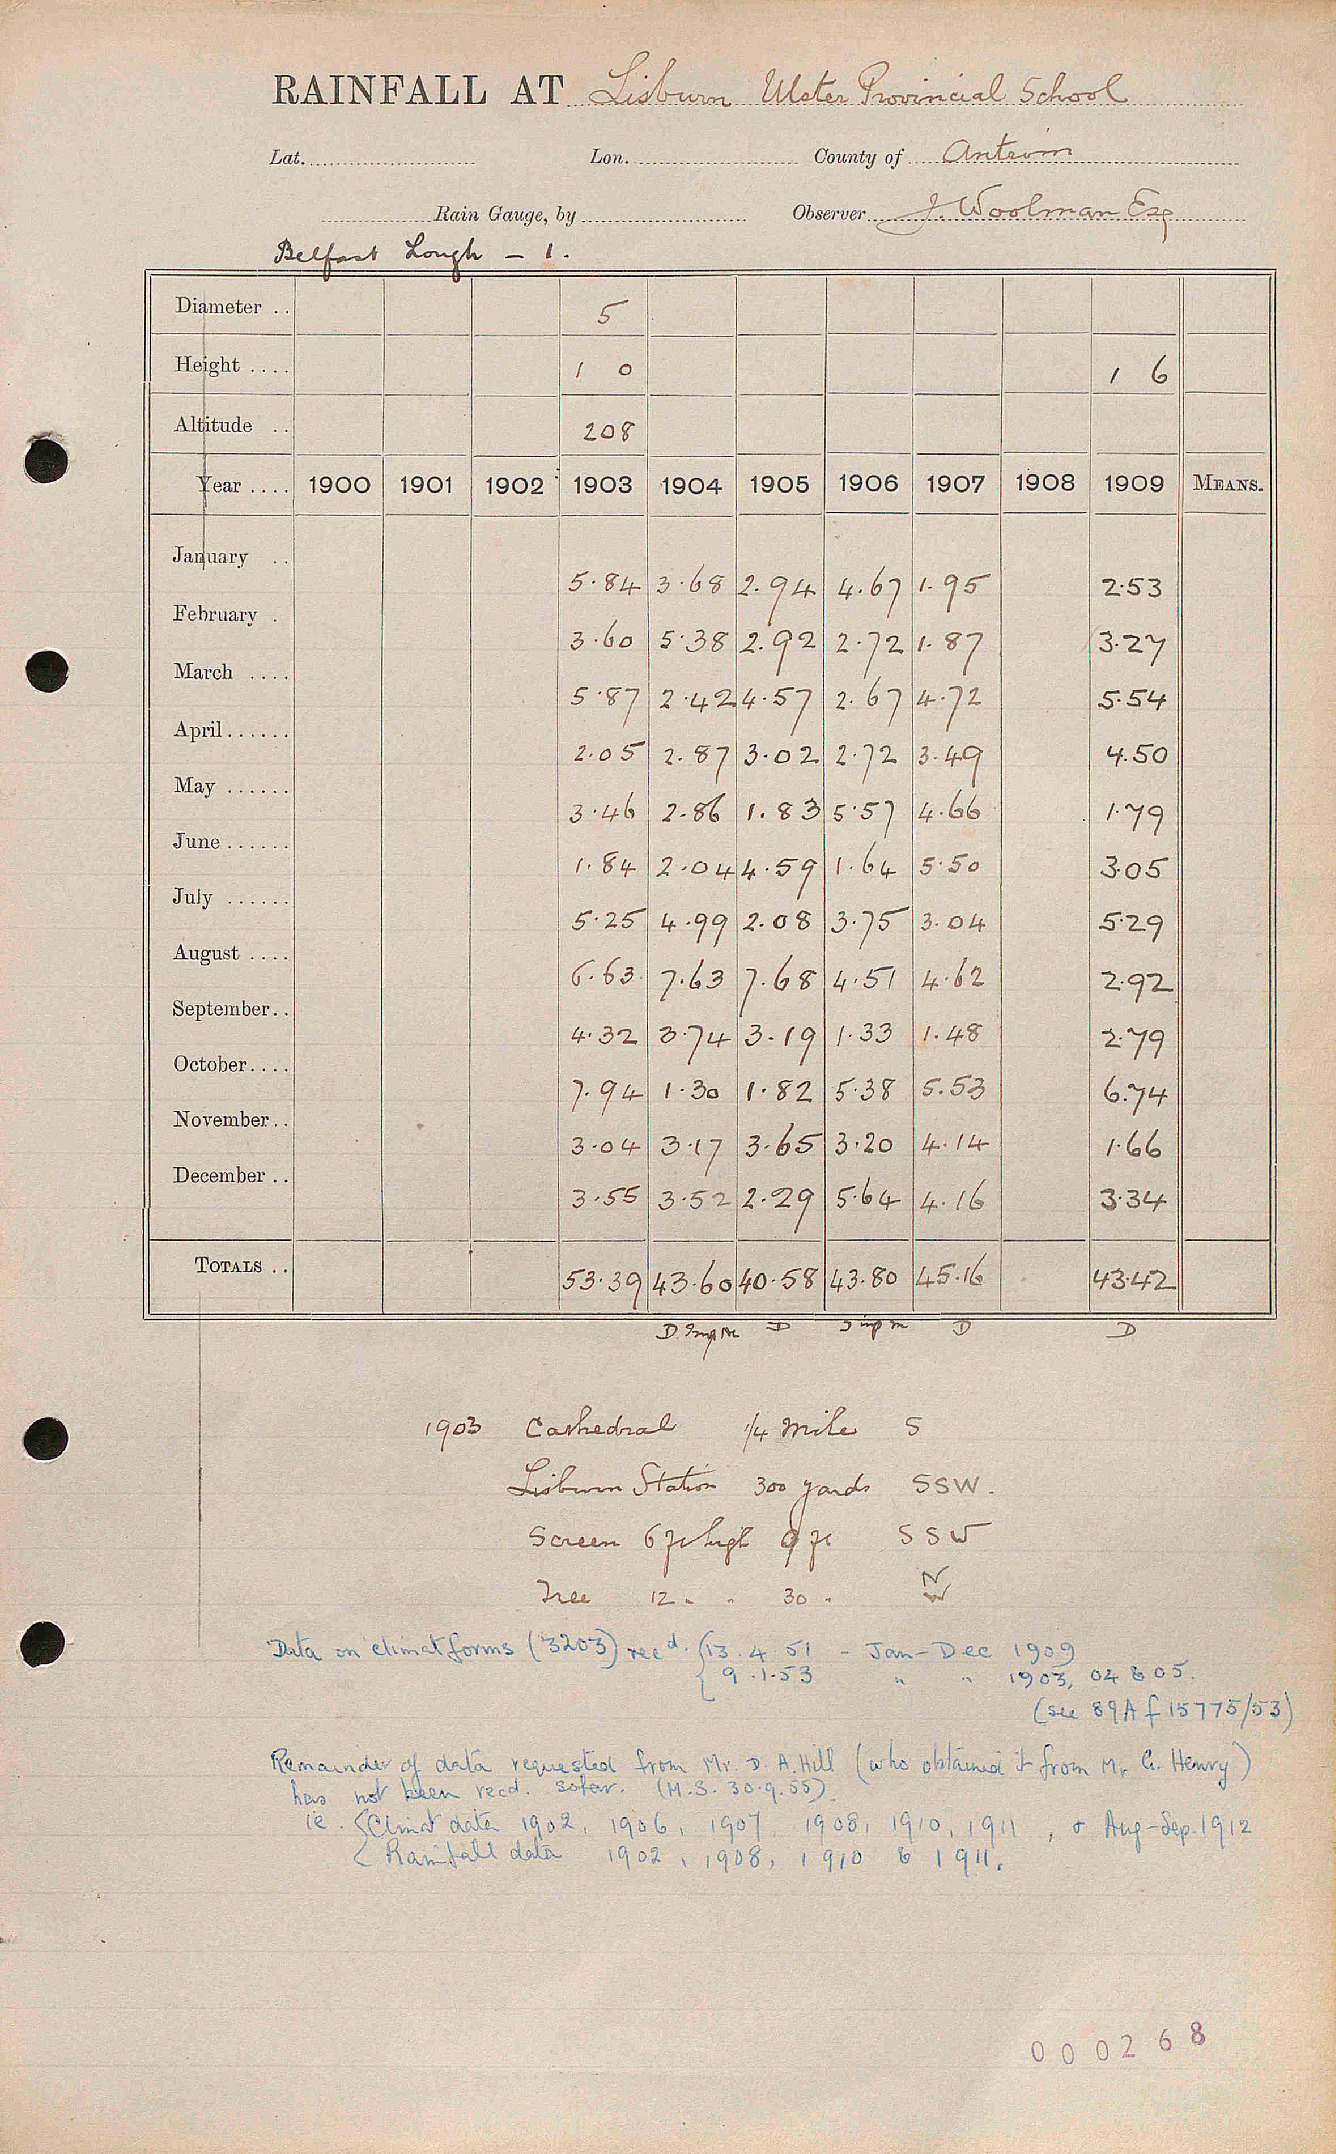 RAINFALL AT Lisburn Ulster Provincial School
Lat. Lon. County of Antrim
Rain Gauge, by Observer J. Woolman Esq
Belfast Lough - 1.
Diameter .. 5
Height .... 1 0 1 6
Altitude .. 208
Year .... 1900 1901 1902 1903 1904 1905 1906 1907 1908 1909 MEANS.
January .. 5.84 3.68 2.94 4.67 1.95 2.53
February . 3.60 5.38 2.92 2.72 1.87 3.27
March .... 5.87 2.42 4.57 2.67 4.72 5.54
April ...... 2.05 2.87 3.02 2.72 3.49 4.50
May ...... 3.46 2.86 1.83 5.57 4.66 1.79
June ...... 1.84 2.04 4.59 1.64 5.50 3.05
July ...... 5.25 4.99 2.08 3.75 3.04 5.29
August .... 6.63 7.63 7.68 4.51 4.62 2.92
September .. 4.32 3.74 3.19 1.33 1.48 2.79
October .... 7.94 1.30 1.82 5.38 5.53 6.74
November .. 3.04 3.17 3.65 3.20 4.14 1.66
December .. 3.55 3.52 2.29 5.64 4.16 3.34
TOTALS .. 53.39 43.60 40.58 43.80 45.16 43.42
D D D D
1903 Cathedral 1/4 Mile S
Lisburn Station 300 yards SSW.
Screen 6 ft high 9 ft SSW
Tree 12 " " 30 " N W
Data on climat forms (3203) recd. { 13.4.51 - Jan-Dec 1909
9.1.53 " " 1903, 04 & 05.
(see 89A f 15775/53)
Remainder of data requested from Mr. D. A. Hill (who obtained it from Mr G. Henry)
has not been recd. sofar. (M.S. 30.9.55).
ie. { Climat data 1902, 1906, 1907 1908, 1910, 1911, & Aug-Sep. 1912
Rainfall data 1902, 1908, 1910 & 1911.
000268